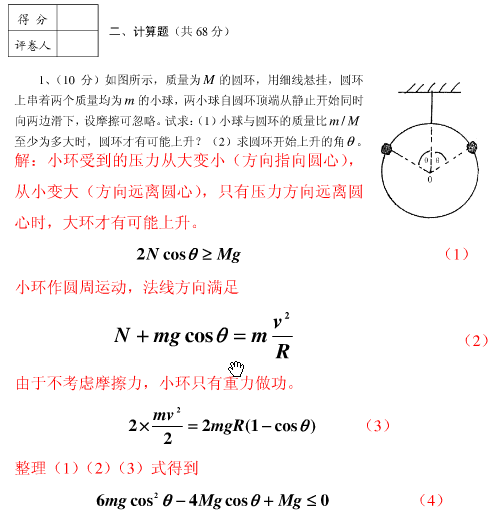 得 分
评卷人
二、计算题（共 68 分）
1、(10 分) 如图所示，质量为 M 的圆环，用细线悬挂，圆环
上串着两个质量均为 m 的小球，两小球自圆环顶端从静止开始同时
向两边滑下，设摩擦可忽略。试求：(1) 小球与圆环的质量比 m / M
至少为多大时，圆环才有可能上升？(2) 求圆环开始上升的角 θ 。
θ θ
0
解：小环受到的压力从大变小（方向指向圆心），
从小变大（方向远离圆心），只有压力方向远离圆
心时，大环才有可能上升。
2N cos θ ≥ Mg （1）
小环作圆周运动，法线方向满足
N + mg cos θ = m v²/R （2）
由于不考虑摩擦力，小环只有重力做功。
2 × mv²/2 = 2mgR(1 − cos θ) （3）
整理（1）（2）（3）式得到
6mg cos² θ − 4Mg cos θ + Mg ≤ 0 （4）